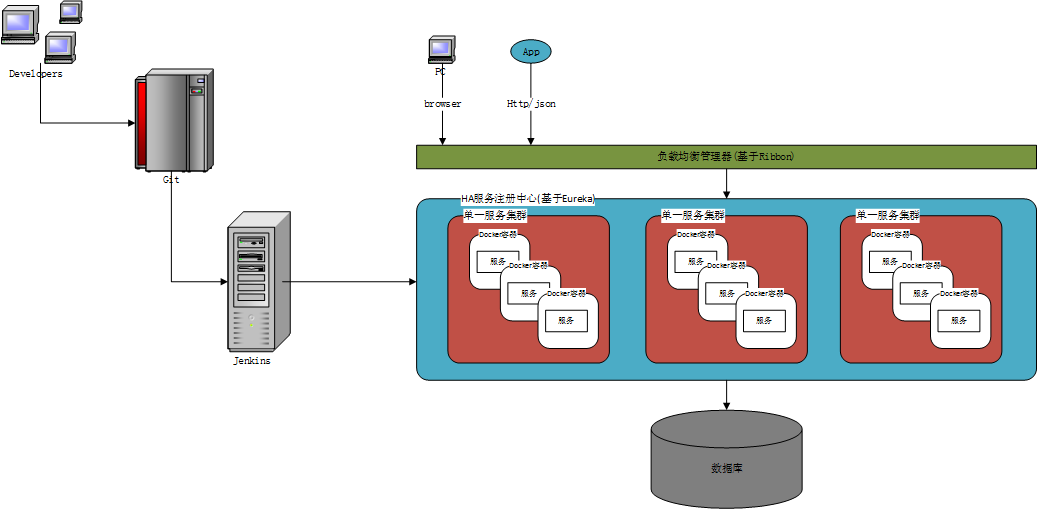 Developers
Git
Jenkins
PC
App
browser
Http/json
负载均衡管理器(基于Ribbon)
HA服务注册中心(基于Eureka)
单一服务集群
Docker容器
服务
Docker容器
服务
Docker容器
服务
单一服务集群
Docker容器
服务
Docker容器
服务
Docker容器
服务
单一服务集群
Docker容器
服务
Docker容器
服务
Docker容器
服务
数据库